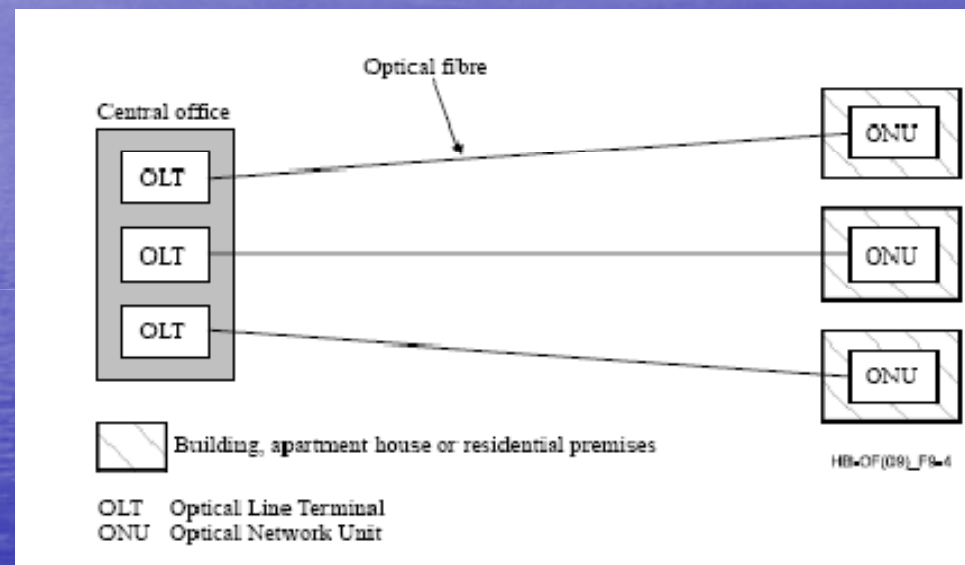 Optical fibre
Central office
OLT
ONU
OLT
ONU
OLT
ONU
Building, apartment house or residential premises
HB-OF(09)_F9-4
OLT Optical Line Terminal
ONU Optical Network Unit